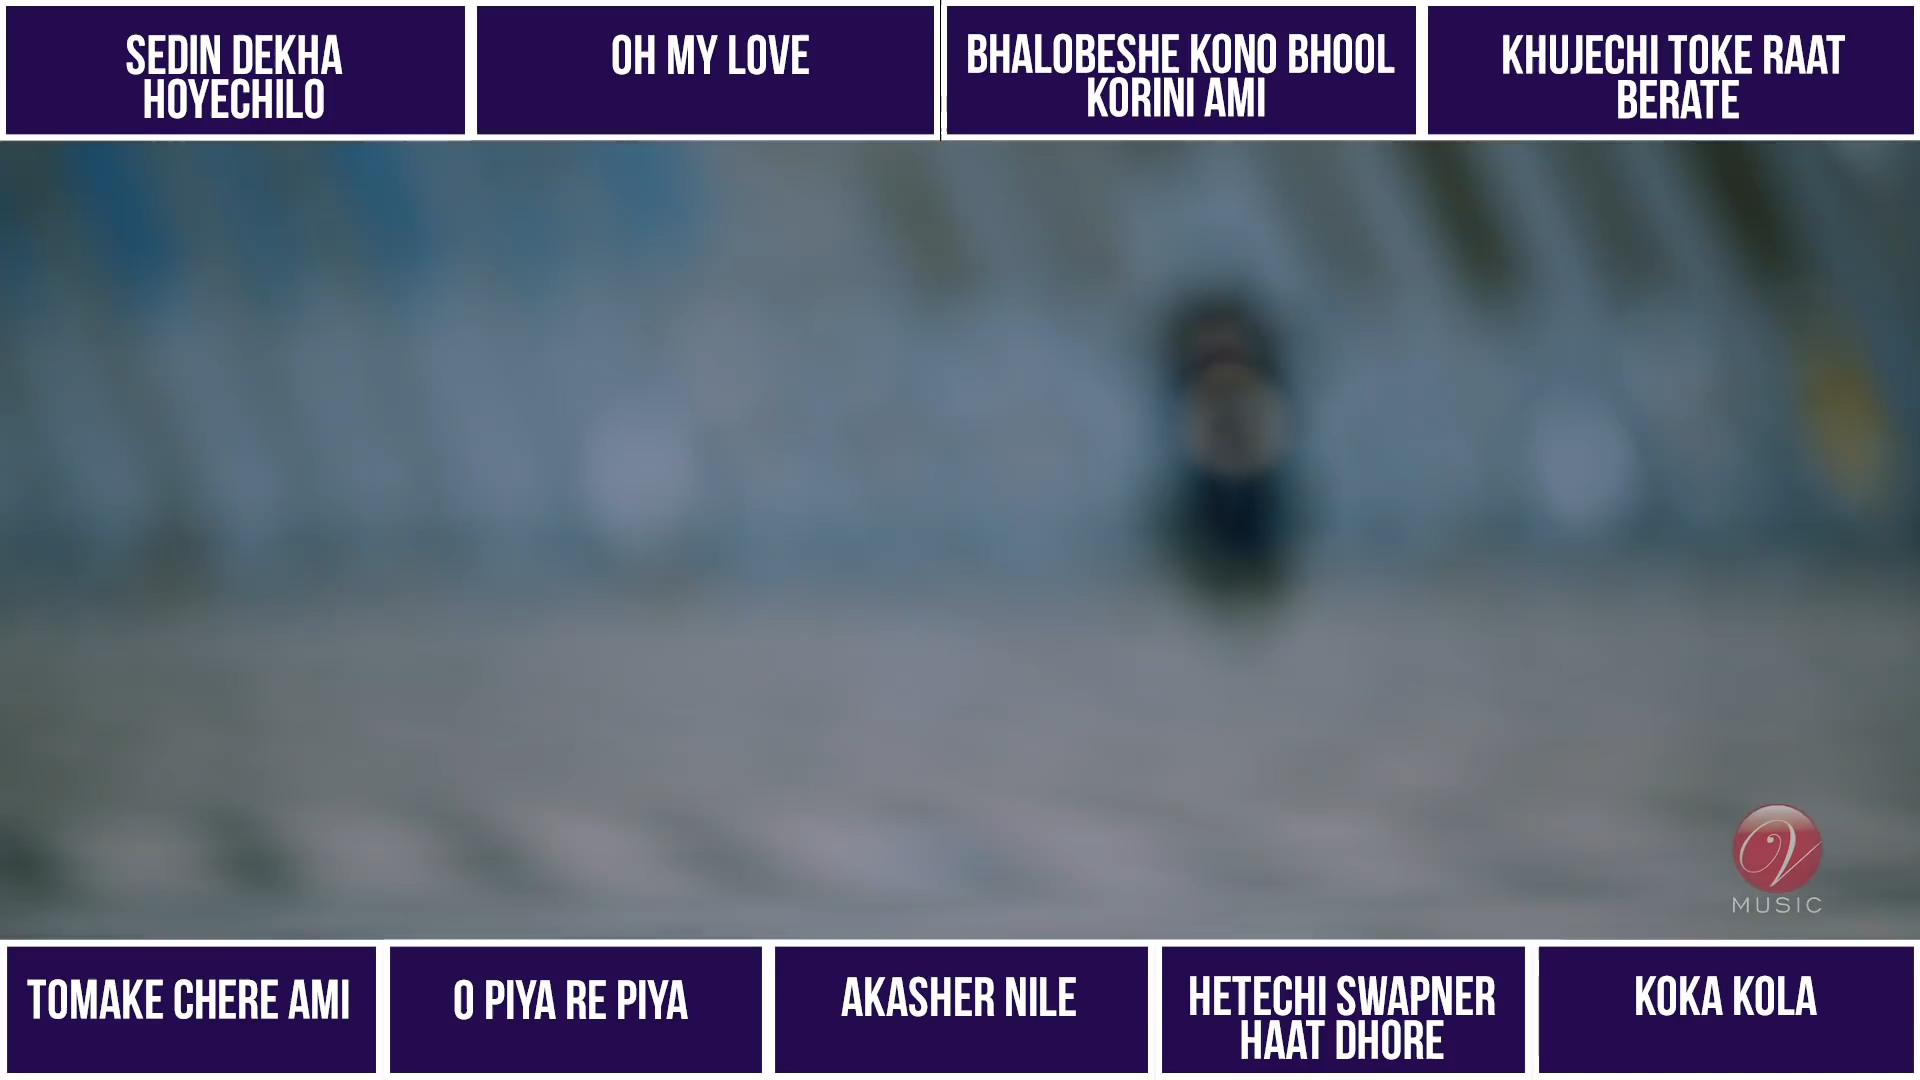 SEDIN DEKHA
HOYECHILO
OH MY LOVE
BHALOBESHE KONO BHOOL
KORINI AMI
KHUJECHI TOKE RAAT
BERATE
V
MUSIC
TOMAKE CHERE AMI
O PIYA RE PIYA
AKASHER NILE
HETECHI SWAPNER
HAAT DHORE
KOKA KOLA